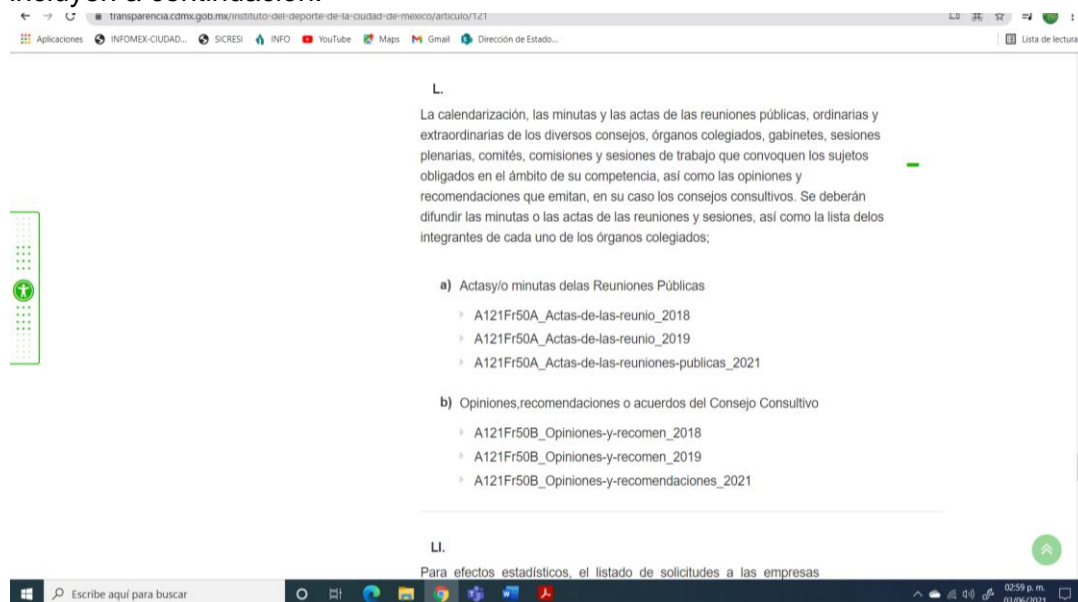 incluyen a continuación:
transparencia.cdmx.gob.mx/instituto-del-deporte-de-la-ciudad-de-mexico/articulo/121
Aplicaciones INFOMEX-CIUDAD... SICRESI INFO YouTube Maps Gmail Dirección de Estado... Lista de lectura
L.
La calendarización, las minutas y las actas de las reuniones públicas, ordinarias y
extraordinarias de los diversos consejos, órganos colegiados, gabinetes, sesiones
plenarias, comités, comisiones y sesiones de trabajo que convoquen los sujetos
obligados en el ámbito de su competencia, así como las opiniones y
recomendaciones que emitan, en su caso los consejos consultivos. Se deberán
difundir las minutas o las actas de las reuniones y sesiones, así como la lista delos
integrantes de cada uno de los órganos colegiados;
a) Actasy/o minutas delas Reuniones Públicas
A121Fr50A_Actas-de-las-reunio_2018
A121Fr50A_Actas-de-las-reunio_2019
A121Fr50A_Actas-de-las-reuniones-publicas_2021
b) Opiniones,recomendaciones o acuerdos del Consejo Consultivo
A121Fr50B_Opiniones-y-recomen_2018
A121Fr50B_Opiniones-y-recomen_2019
A121Fr50B_Opiniones-y-recomendaciones_2021
LI.
Para efectos estadísticos, el listado de solicitudes a las empresas
Escribe aquí para buscar
02:59 p. m.
03/06/2021